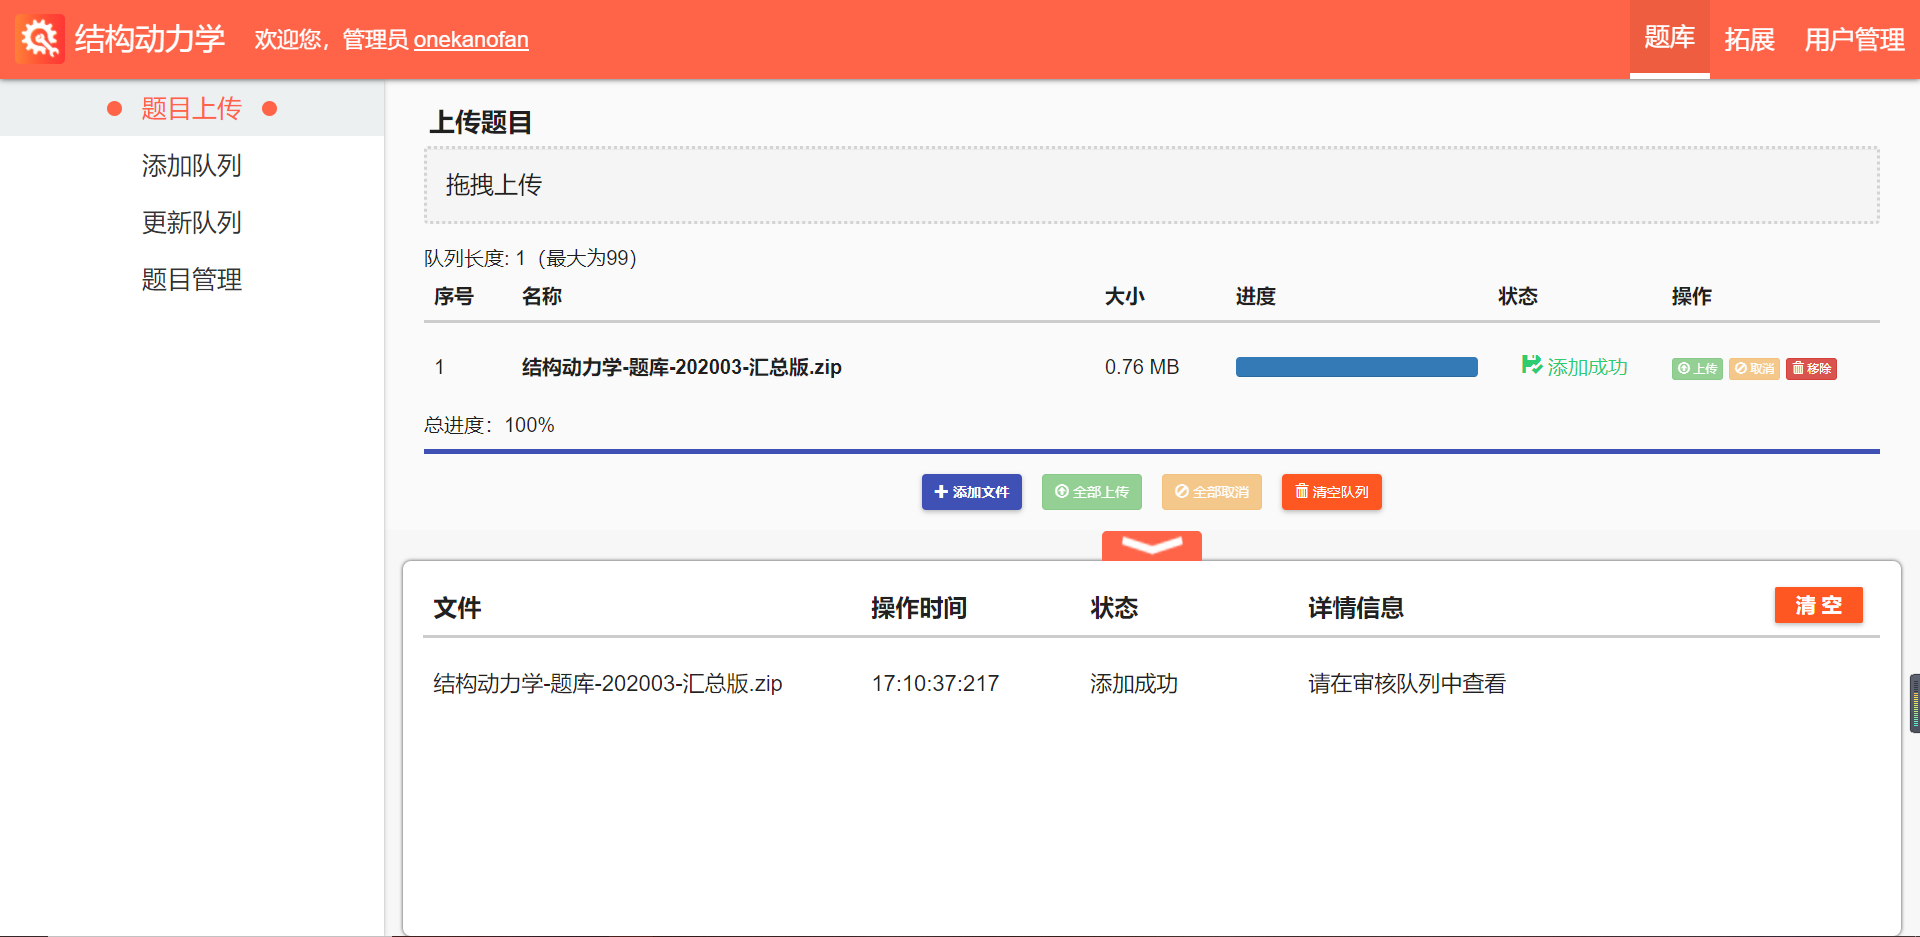 结构动力学 欢迎您，管理员 onekanofan 题库 拓展 用户管理
题目上传
添加队列
更新队列
题目管理
上传题目
拖拽上传
队列长度: 1（最大为99）
序号 名称 大小 进度 状态 操作
1 结构动力学-题库-202003-汇总版.zip 0.76 MB 添加成功 上传 取消 移除
总进度：100%
添加文件 全部上传 全部取消 清空队列
文件 操作时间 状态 详情信息 清 空
结构动力学-题库-202003-汇总版.zip 17:10:37:217 添加成功 请在审核队列中查看